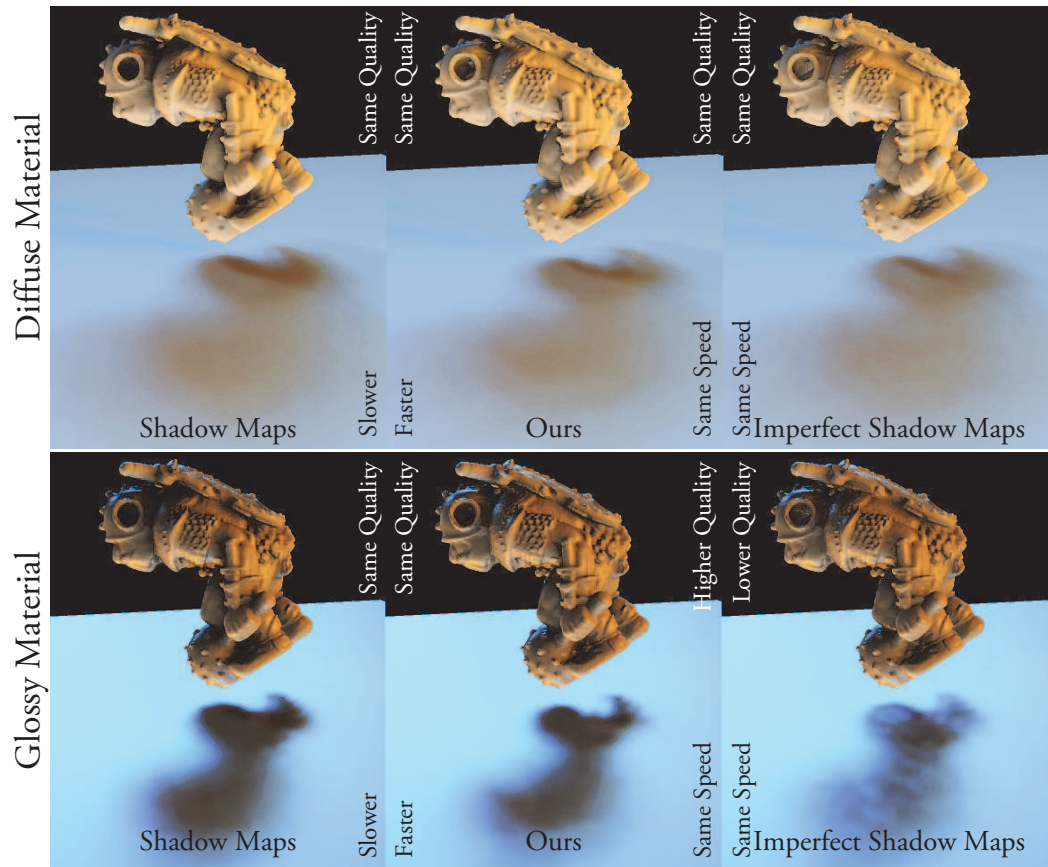 Diffuse Material
Same Quality
Same Quality
Same Quality
Same Quality
Slower
Faster
Same Speed
Same Speed
Shadow Maps
Ours
Imperfect Shadow Maps
Glossy Material
Same Quality
Same Quality
Higher Quality
Lower Quality
Slower
Faster
Same Speed
Same Speed
Shadow Maps
Ours
Imperfect Shadow Maps